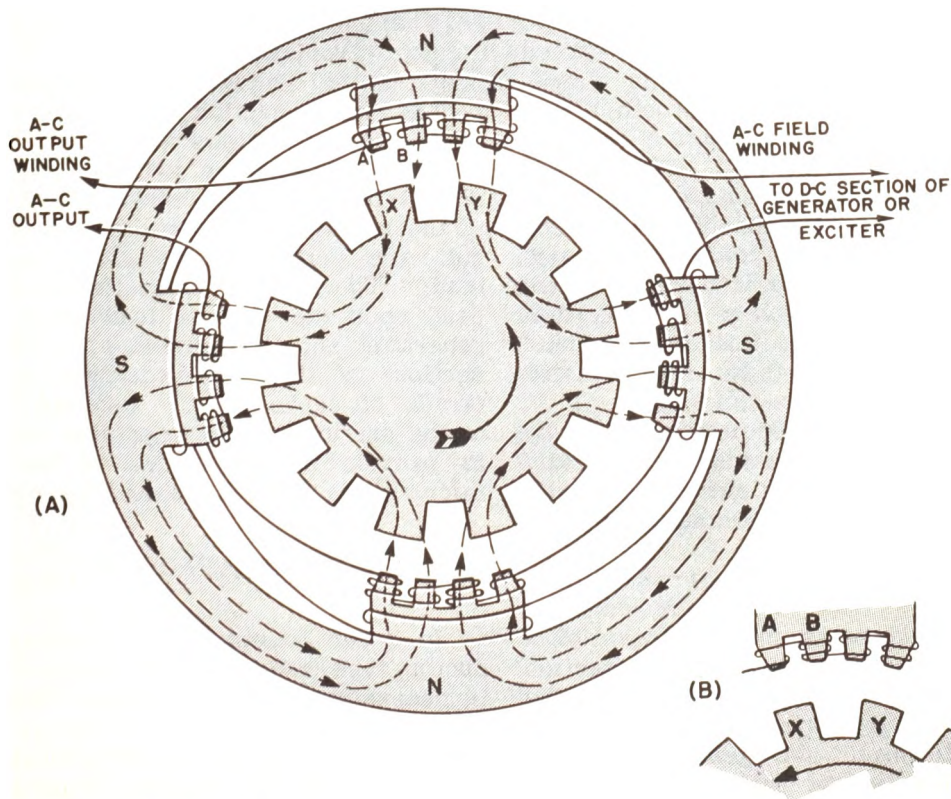 N
A-C
OUTPUT
WINDING
A-C FIELD
WINDING
A
B
TO D-C SECTION OF
GENERATOR OR
EXCITER
A-C
OUTPUT
X
Y
S
S
(A)
N
A
B
(B)
X
Y